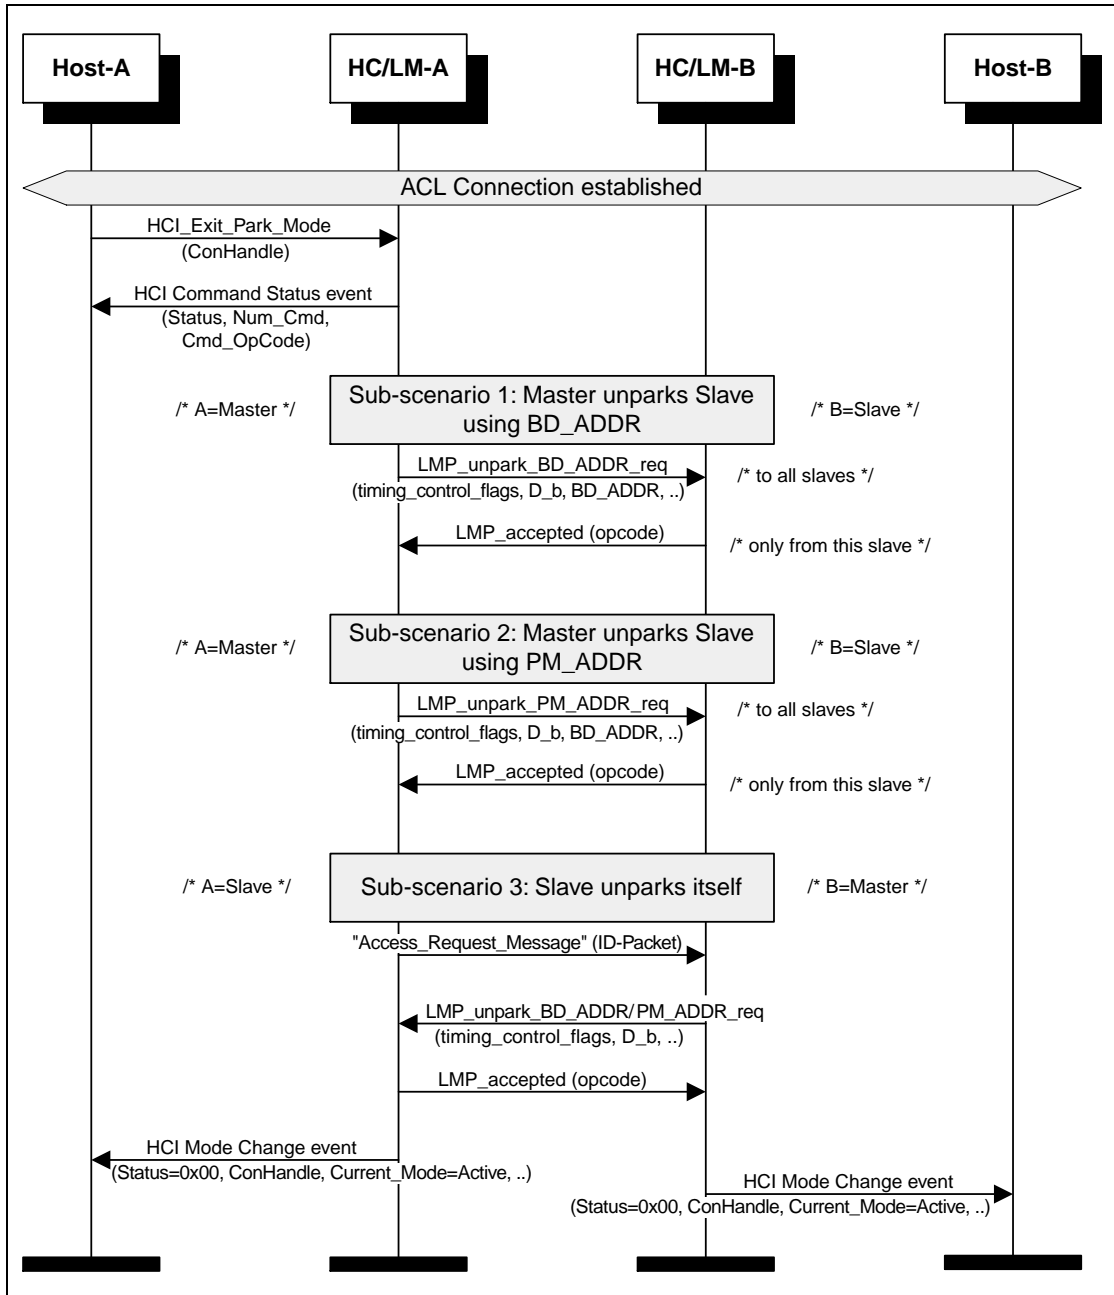 Host-A
HC/LM-A
HC/LM-B
Host-B
ACL Connection established
HCI_Exit_Park_Mode
(ConHandle)
HCI Command Status event
(Status, Num_Cmd,
Cmd_OpCode)
/* A=Master */
Sub-scenario 1: Master unparks Slave
using BD_ADDR
/* B=Slave */
LMP_unpark_BD_ADDR_req
(timing_control_flags, D_b, BD_ADDR, ..)
/* to all slaves */
LMP_accepted (opcode)
/* only from this slave */
/* A=Master */
Sub-scenario 2: Master unparks Slave
using PM_ADDR
/* B=Slave */
LMP_unpark_PM_ADDR_req
(timing_control_flags, D_b, BD_ADDR, ..)
/* to all slaves */
LMP_accepted (opcode)
/* only from this slave */
/* A=Slave */
Sub-scenario 3: Slave unparks itself
/* B=Master */
"Access_Request_Message" (ID-Packet)
LMP_unpark_BD_ADDR/PM_ADDR_req
(timing_control_flags, D_b, ..)
LMP_accepted (opcode)
HCI Mode Change event
(Status=0x00, ConHandle, Current_Mode=Active, ..)
HCI Mode Change event
(Status=0x00, ConHandle, Current_Mode=Active, ..)